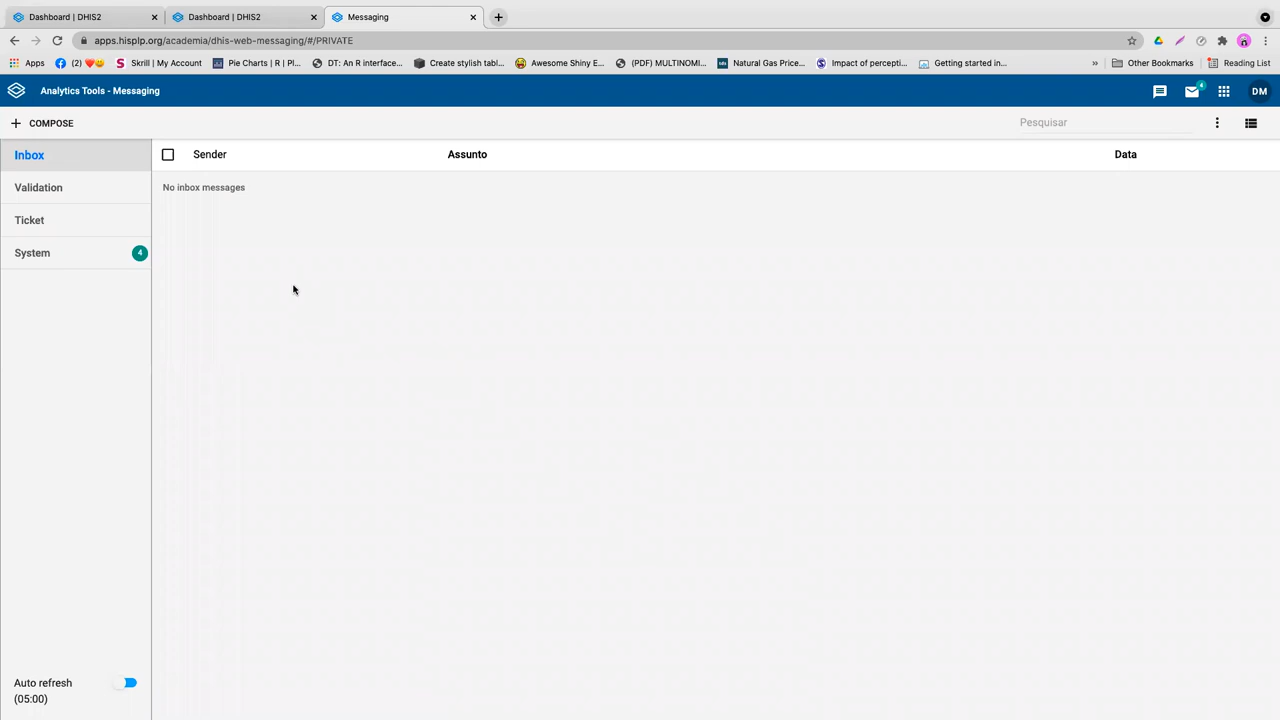 Dashboard | DHIS2
Dashboard | DHIS2
Messaging
apps.hisplp.org/academia/dhis-web-messaging/#/PRIVATE
Apps
(2) ❤️😊
Skrill | My Account
Pie Charts | R | Pl...
DT: An R interface...
Create stylish tabl...
Awesome Shiny E...
(PDF) MULTINOMI...
Natural Gas Price...
Impact of percepti...
Getting started in...
»
Other Bookmarks
Reading List
Analytics Tools - Messaging
4
DM
+ COMPOSE
Pesquisar
Inbox
Sender
Assunto
Data
Validation
No inbox messages
Ticket
System
4
Auto refresh
(05:00)